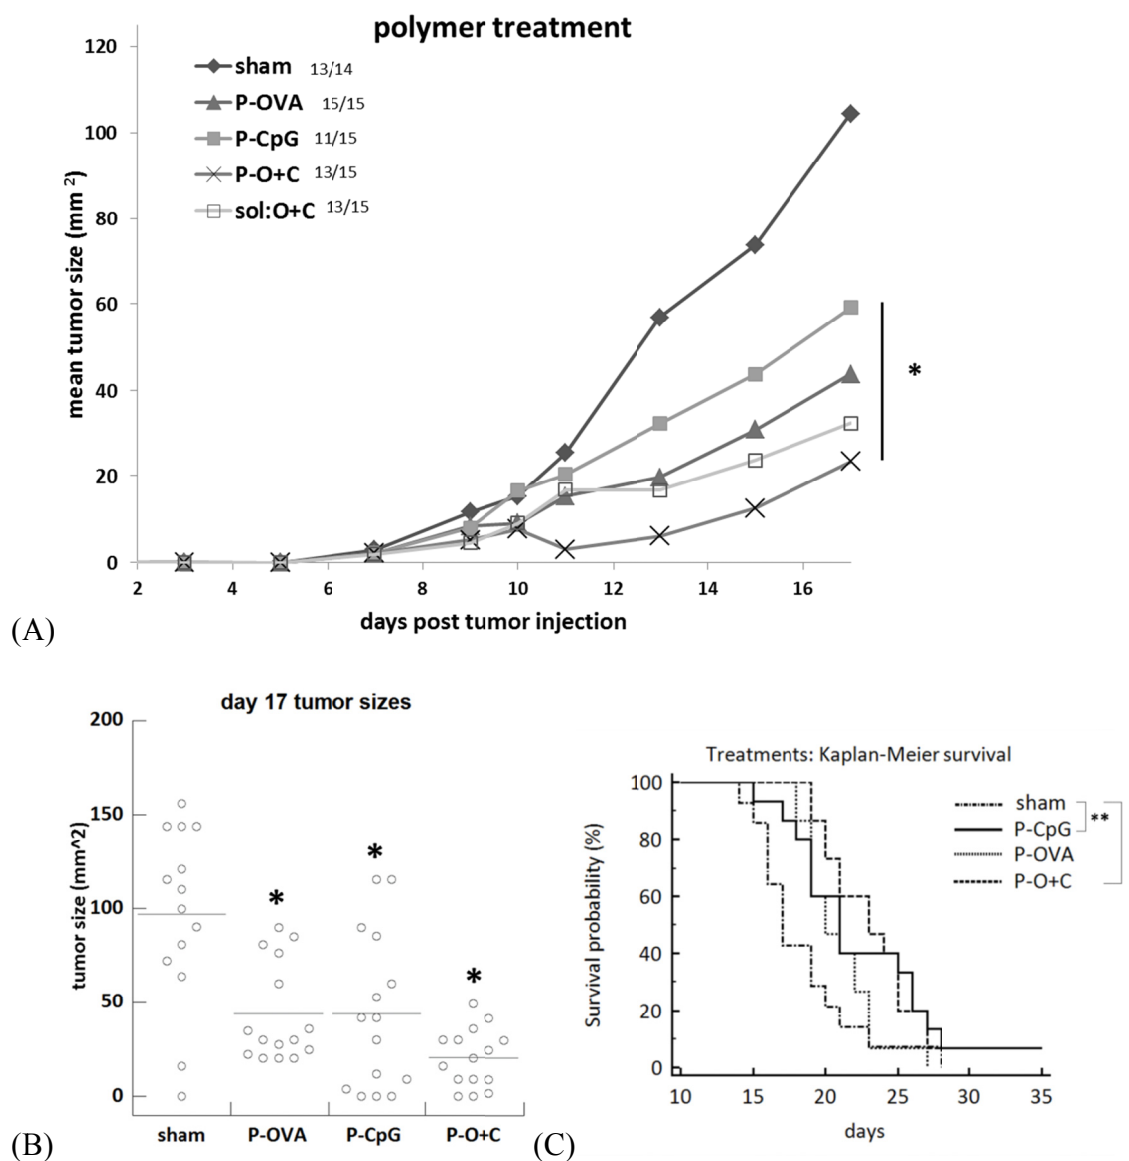 polymer treatment
120
100
80
60
40
20
0
mean tumor size (mm 2)
sham 13/14
P-OVA 15/15
P-CpG 11/15
P-O+C 13/15
sol:O+C 13/15
*
2 4 6 8 10 12 14 16
days post tumor injection
(A)
day 17 tumor sizes
200
150
100
50
0
tumor size (mm^2)
* * *
sham P-OVA P-CpG P-O+C
(B)
Treatments: Kaplan-Meier survival
100
80
60
40
20
0
Survival probability (%)
sham
P-CpG
P-OVA
P-O+C
**
10 15 20 25 30 35
days
(C)